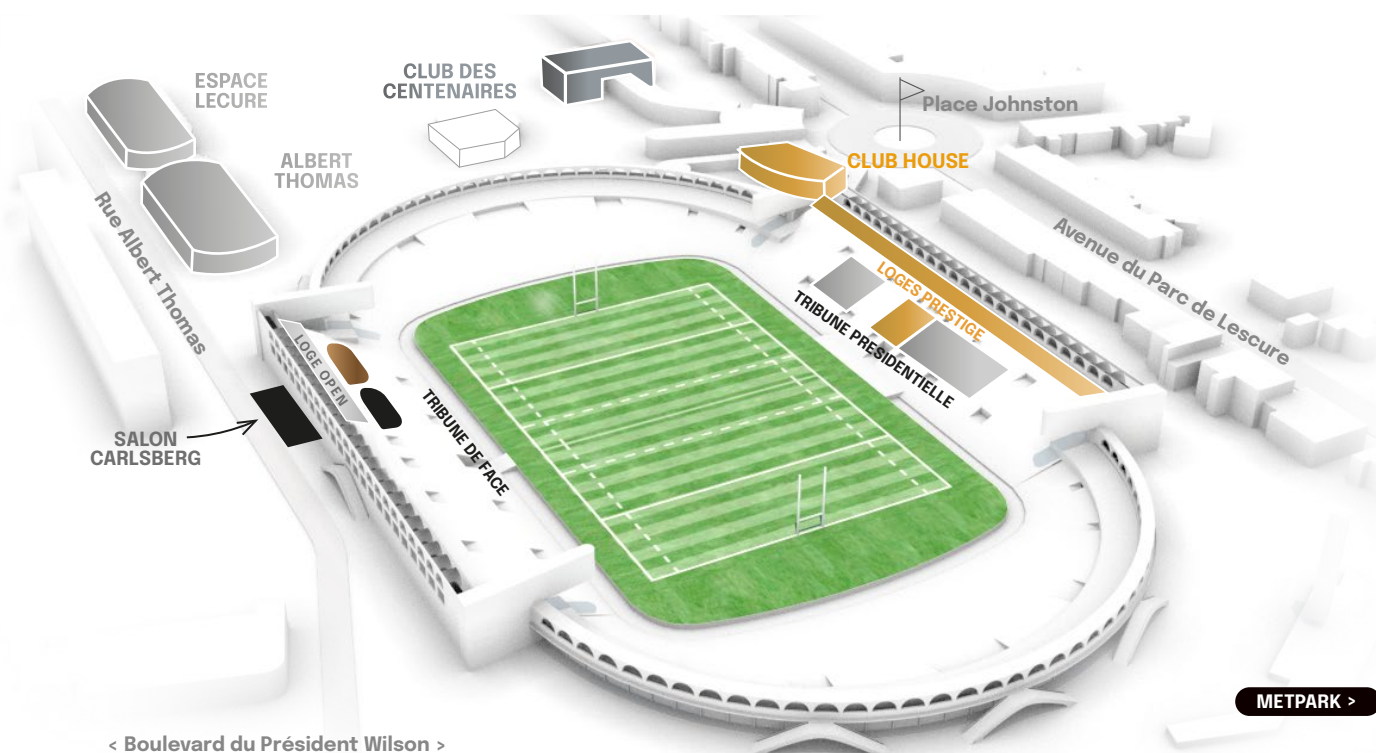 ESPACE
LECURE
CLUB DES
CENTENAIRES
Place Johnston
ALBERT
THOMAS
CLUB HOUSE
Rue Albert Thomas
Avenue du Parc de Lescure
LOGES PRESTIGE
TRIBUNE PRESIDENTIELLE
LOGE OPEN
TRIBUNE DE FACE
SALON
CARLSBERG
METPARK >
< Boulevard du Président Wilson >